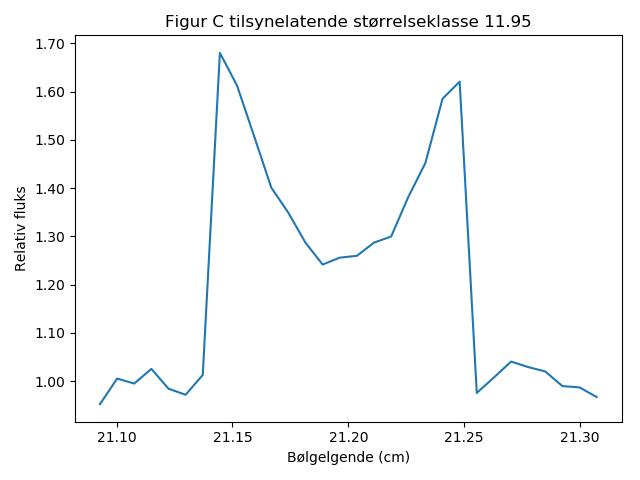 Figur C tilsynelatende størrelseklasse 11.95
1.70
1.60
1.50
1.40
1.30
1.20
1.10
1.00
Relativ fluks
21.10 21.15 21.20 21.25 21.30
Bølgelgende (cm)